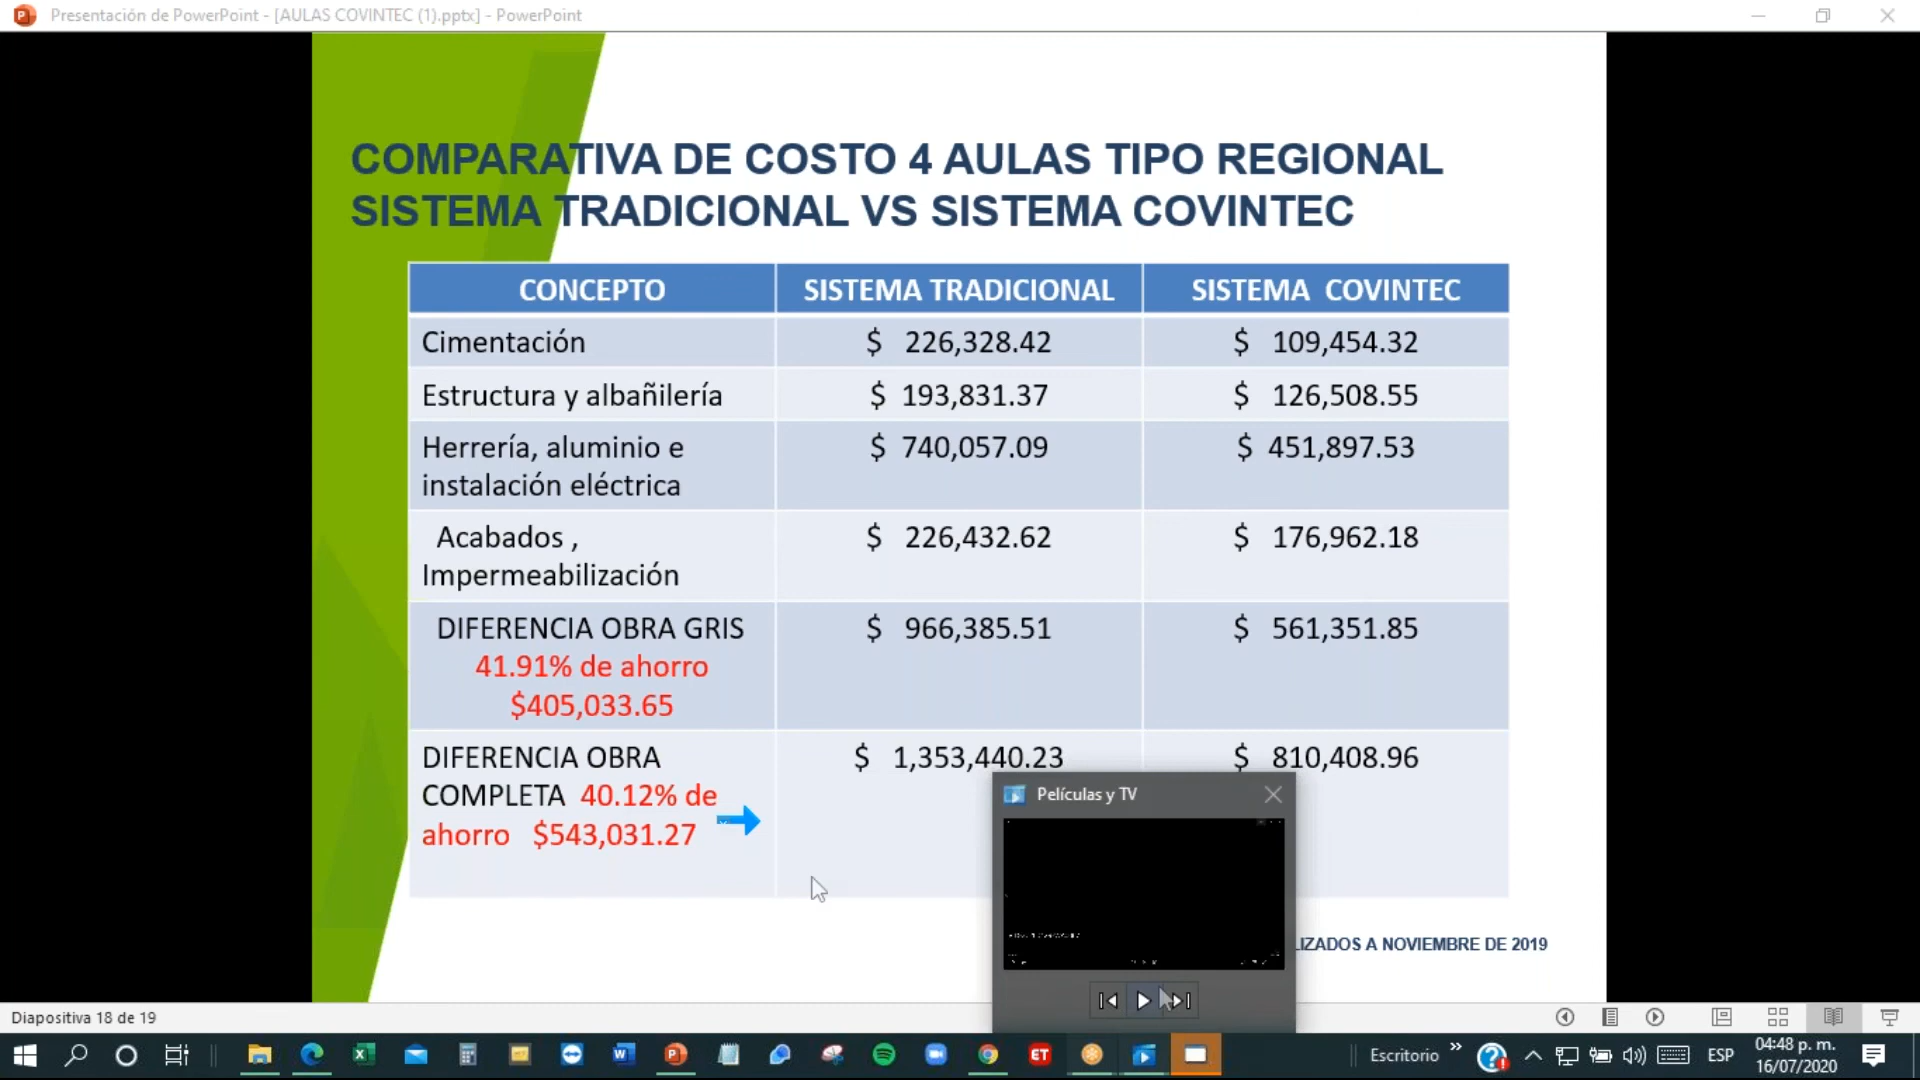 Presentación de PowerPoint - [AULAS COVINTEC (1).pptx] - PowerPoint
COMPARATIVA DE COSTO 4 AULAS TIPO REGIONAL
SISTEMA TRADICIONAL VS SISTEMA COVINTEC
CONCEPTO SISTEMA TRADICIONAL SISTEMA COVINTEC
Cimentación $ 226,328.42 $ 109,454.32
Estructura y albañilería $ 193,831.37 $ 126,508.55
Herrería, aluminio e $ 740,057.09 $ 451,897.53
instalación eléctrica
Acabados , $ 226,432.62 $ 176,962.18
Impermeabilización
DIFERENCIA OBRA GRIS $ 966,385.51 $ 561,351.85
41.91% de ahorro
$405,033.65
DIFERENCIA OBRA $ 1,353,440.23 $ 810,408.96
COMPLETA 40.12% de
ahorro $543,031.27
Películas y TV
LIZADOS A NOVIEMBRE DE 2019
Diapositiva 18 de 19
ET
Escritorio
ESP
04:48 p. m.
16/07/2020